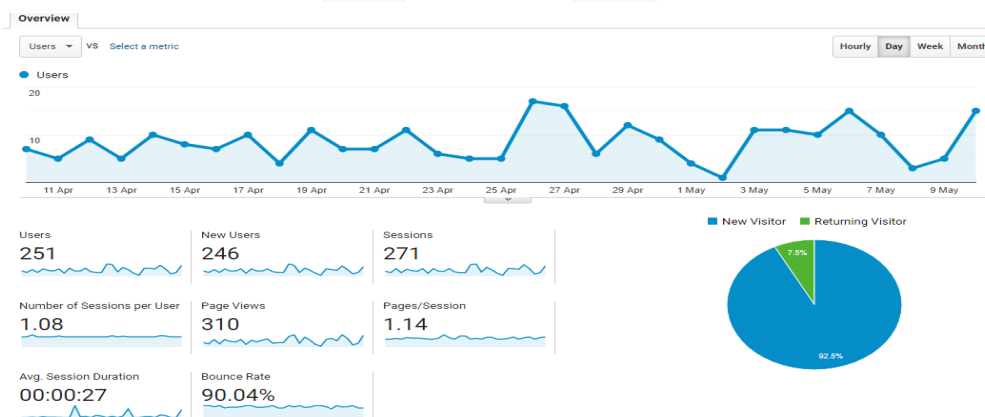 Overview
Users VS Select a metric
Hourly Day Week Month
Users
20
10
11 Apr 13 Apr 15 Apr 17 Apr 19 Apr 21 Apr 23 Apr 25 Apr 27 Apr 29 Apr 1 May 3 May 5 May 7 May 9 May
New Visitor Returning Visitor
Users New Users Sessions
251 246 271
7.5%
Number of Sessions per User Page Views Pages/Session
1.08 310 1.14
92.5%
Avg. Session Duration Bounce Rate
00:00:27 90.04%